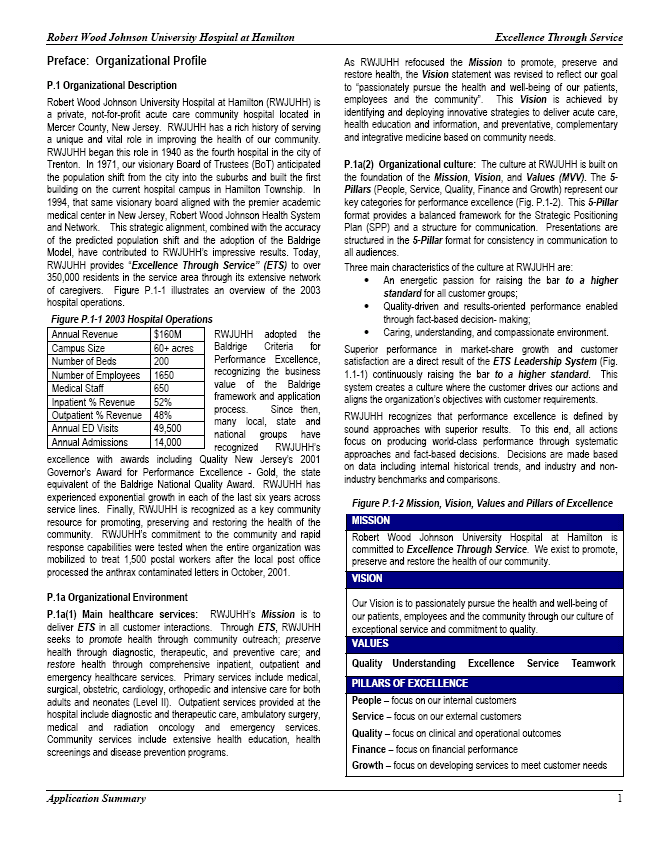 Robert Wood Johnson University Hospital at Hamilton
Excellence Through Service
Preface: Organizational Profile
P.1 Organizational Description
Robert Wood Johnson University Hospital at Hamilton (RWJUHH) is
a private, not-for-profit acute care community hospital located in
Mercer County, New Jersey. RWJUHH has a rich history of serving
a unique and vital role in improving the health of our community.
RWJUHH began this role in 1940 as the fourth hospital in the city of
Trenton. In 1971, our visionary Board of Trustees (BoT) anticipated
the population shift from the city into the suburbs and built the first
building on the current hospital campus in Hamilton Township. In
1994, that same visionary board aligned with the premier academic
medical center in New Jersey, Robert Wood Johnson Health System
and Network. This strategic alignment, combined with the accuracy
of the predicted population shift and the adoption of the Baldrige
Model, have contributed to RWJUHH's impressive results. Today,
RWJUHH provides “Excellence Through Service” (ETS) to over
350,000 residents in the service area through its extensive network
of caregivers. Figure P.1-1 illustrates an overview of the 2003
hospital operations.
Figure P.1-1 2003 Hospital Operations
Annual Revenue $160M
Campus Size 60+ acres
Number of Beds 200
Number of Employees 1650
Medical Staff 650
Inpatient % Revenue 52%
Outpatient % Revenue 48%
Annual ED Visits 49,500
Annual Admissions 14,000
RWJUHH adopted the
Baldrige Criteria for
Performance Excellence,
recognizing the business
value of the Baldrige
framework and application
process. Since then,
many local, state and
national groups have
recognized RWJUHH's
excellence with awards including Quality New Jersey's 2001
Governor's Award for Performance Excellence - Gold, the state
equivalent of the Baldrige National Quality Award. RWJUHH has
experienced exponential growth in each of the last six years across
service lines. Finally, RWJUHH is recognized as a key community
resource for promoting, preserving and restoring the health of the
community. RWJUHH's commitment to the community and rapid
response capabilities were tested when the entire organization was
mobilized to treat 1,500 postal workers after the local post office
processed the anthrax contaminated letters in October, 2001.
P.1a Organizational Environment
P.1a(1) Main healthcare services: RWJUHH's Mission is to
deliver ETS in all customer interactions. Through ETS, RWJUHH
seeks to promote health through community outreach; preserve
health through diagnostic, therapeutic, and preventive care; and
restore health through comprehensive inpatient, outpatient and
emergency healthcare services. Primary services include medical,
surgical, obstetric, cardiology, orthopedic and intensive care for both
adults and neonates (Level II). Outpatient services provided at the
hospital include diagnostic and therapeutic care, ambulatory surgery,
medical and radiation oncology and emergency services.
Community services include extensive health education, health
screenings and disease prevention programs.
As RWJUHH refocused the Mission to promote, preserve and
restore health, the Vision statement was revised to reflect our goal
to “passionately pursue the health and well-being of our patients,
employees and the community”. This Vision is achieved by
identifying and deploying innovative strategies to deliver acute care,
health education and information, and preventative, complementary
and integrative medicine based on community needs.
P.1a(2) Organizational culture: The culture at RWJUHH is built on
the foundation of the Mission, Vision, and Values (MVV). The 5-
Pillars (People, Service, Quality, Finance and Growth) represent our
key categories for performance excellence (Fig. P.1-2). This 5-Pillar
format provides a balanced framework for the Strategic Positioning
Plan (SPP) and a structure for communication. Presentations are
structured in the 5-Pillar format for consistency in communication to
all audiences.
Three main characteristics of the culture at RWJUHH are:
• An energetic passion for raising the bar to a higher
standard for all customer groups;
• Quality-driven and results-oriented performance enabled
through fact-based decision- making; and
• Caring, understanding, and compassionate environment.
Superior performance in market-share growth and customer
satisfaction are a direct result of the ETS Leadership System (Fig.
1.1-1) continuously raising the bar to a higher standard. This
system creates a culture where the customer drives our actions and
aligns the organization's objectives with customer requirements.
RWJUHH recognizes that performance excellence is defined by
sound approaches with superior results. To this end, all actions
focus on producing world-class performance through systematic
approaches and fact-based decisions. Decisions are made based
on data including internal historical trends, and industry and non-
industry benchmarks and comparisons.
Figure P.1-2 Mission, Vision, Values and Pillars of Excellence
MISSION
Robert Wood Johnson University Hospital at Hamilton is
committed to Excellence Through Service. We exist to promote,
preserve and restore the health of our community.
VISION
Our Vision is to passionately pursue the health and well-being of
our patients, employees and the community through our culture of
exceptional service and commitment to quality.
VALUES
Quality Understanding Excellence Service Teamwork
PILLARS OF EXCELLENCE
People – focus on our internal customers
Service – focus on our external customers
Quality – focus on clinical and operational outcomes
Finance – focus on financial performance
Growth – focus on developing services to meet customer needs
Application Summary
1